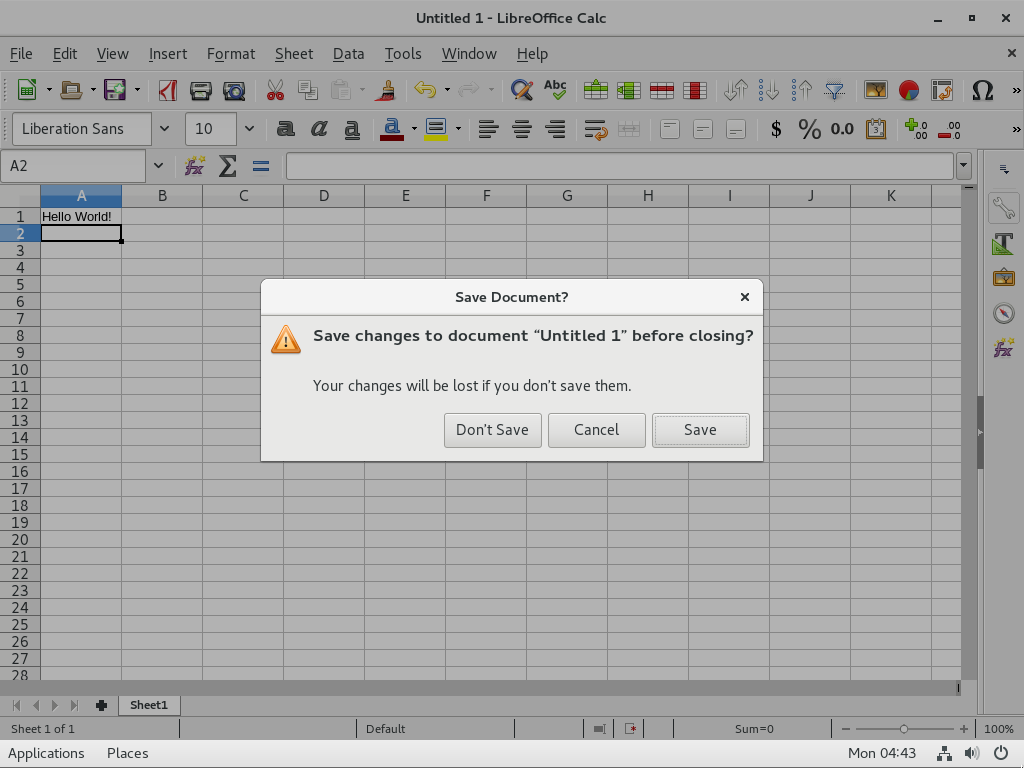 Untitled 1 - LibreOffice Calc
File Edit View Insert Format Sheet Data Tools Window Help
Abc
Liberation Sans 10 a a a a $ % 0.0 .00 .00
A2 fx Σ =
A B C D E F G H I J K
1 Hello World!
2
3
4
5
6
7
8
9
10
11
12
13
14
15
16
17
18
19
20
21
22
23
24
25
26
27
28
Save Document?
Save changes to document “Untitled 1” before closing?
Your changes will be lost if you don’t save them.
Don't Save Cancel Save
Sheet1
Sheet 1 of 1 Default Sum=0 100%
Applications Places Mon 04:43